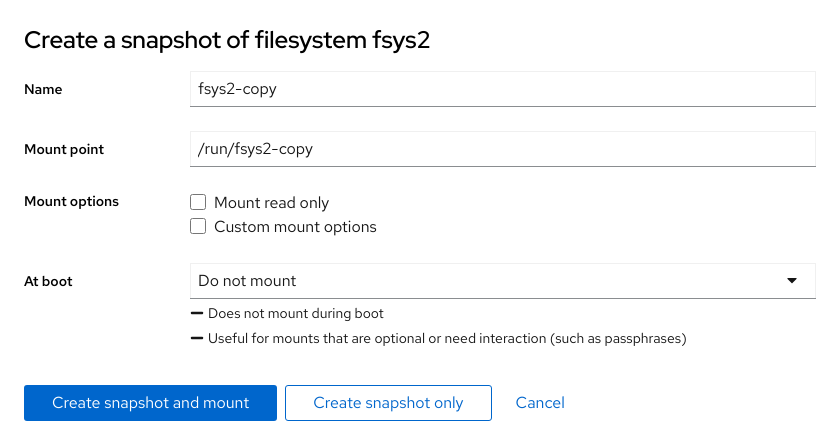 Create a snapshot of filesystem fsys2
Name
fsys2-copy
Mount point
/run/fsys2-copy
Mount options
Mount read only
Custom mount options
At boot
Do not mount
Does not mount during boot
Useful for mounts that are optional or need interaction (such as passphrases)
Create snapshot and mount
Create snapshot only
Cancel